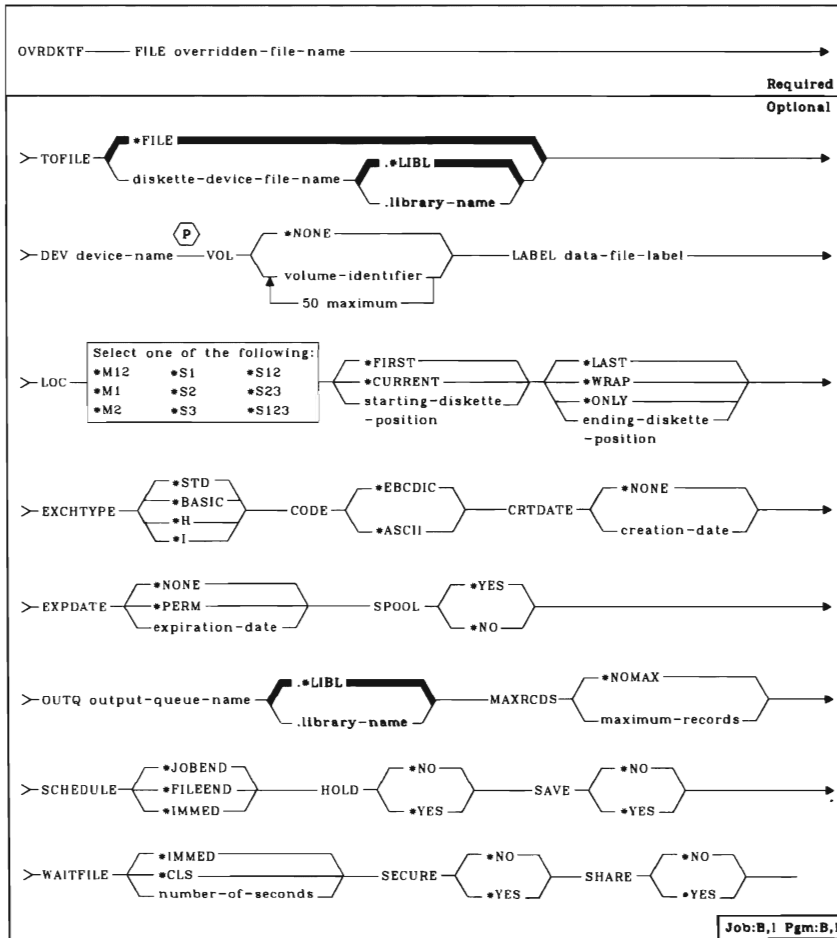 OVRDKTF FILE overridden-file-name
Required
Optional
*FILE
TOFILE
.*LIBL
diskette-device-file-name
.library-name
P
*NONE
DEV device-name VOL LABEL data-file-label
volume-identifier
50 maximum
Select one of the following:
*M12 *S1 *S12
*M1 *S2 *S23
*M2 *S3 *S123
LOC
*FIRST
*CURRENT
starting-diskette
-position
*LAST
*WRAP
*ONLY
ending-diskette
-position
*STD
*BASIC
*H
*I
EXCHTYPE CODE CRTDATE
*EBCDIC
*ASCII
*NONE
creation-date
*NONE
*PERM
expiration-date
EXPDATE SPOOL
*YES
*NO
.*LIBL
OUTQ output-queue-name MAXRCDS
.library-name
*NOMAX
maximum-records
*JOBEND
*FILEEND
*IMMED
SCHEDULE HOLD SAVE
*NO
*YES
*NO
*YES
*IMMED
*CLS
number-of-seconds
WAITFILE SECURE SHARE
*NO
*YES
*NO
*YES
Job:B,I Pgm:B,I